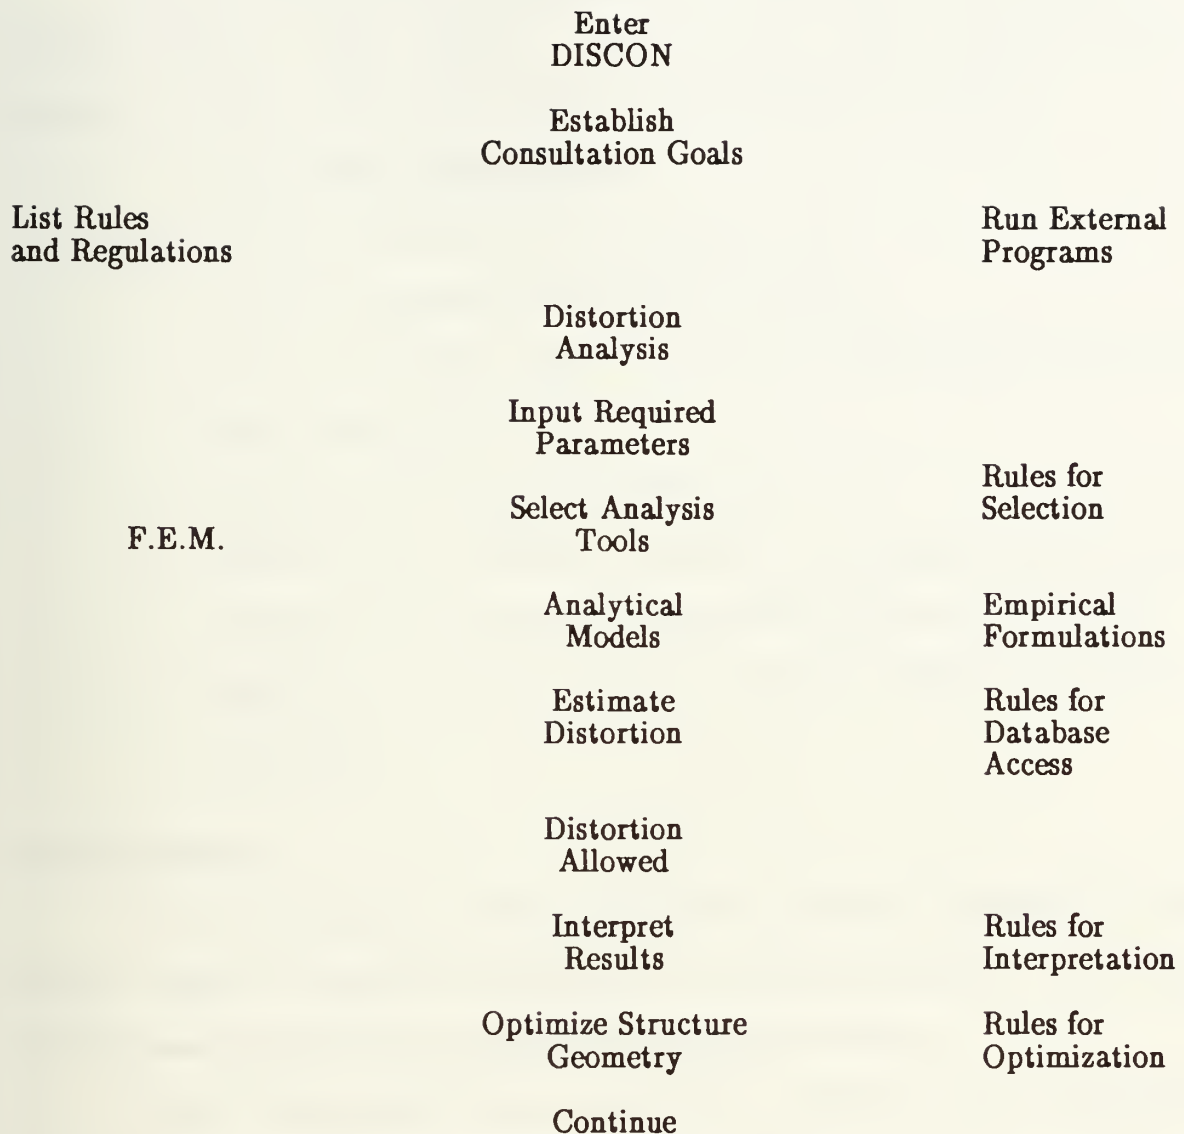 Enter
DISCON
Establish
Consultation Goals
List Rules
and Regulations
Run External
Programs
Distortion
Analysis
Input Required
Parameters
Select Analysis
Tools
Rules for
Selection
F.E.M.
Analytical
Models
Empirical
Formulations
Estimate
Distortion
Rules for
Database
Access
Distortion
Allowed
Interpret
Results
Rules for
Interpretation
Optimize Structure
Geometry
Rules for
Optimization
Continue